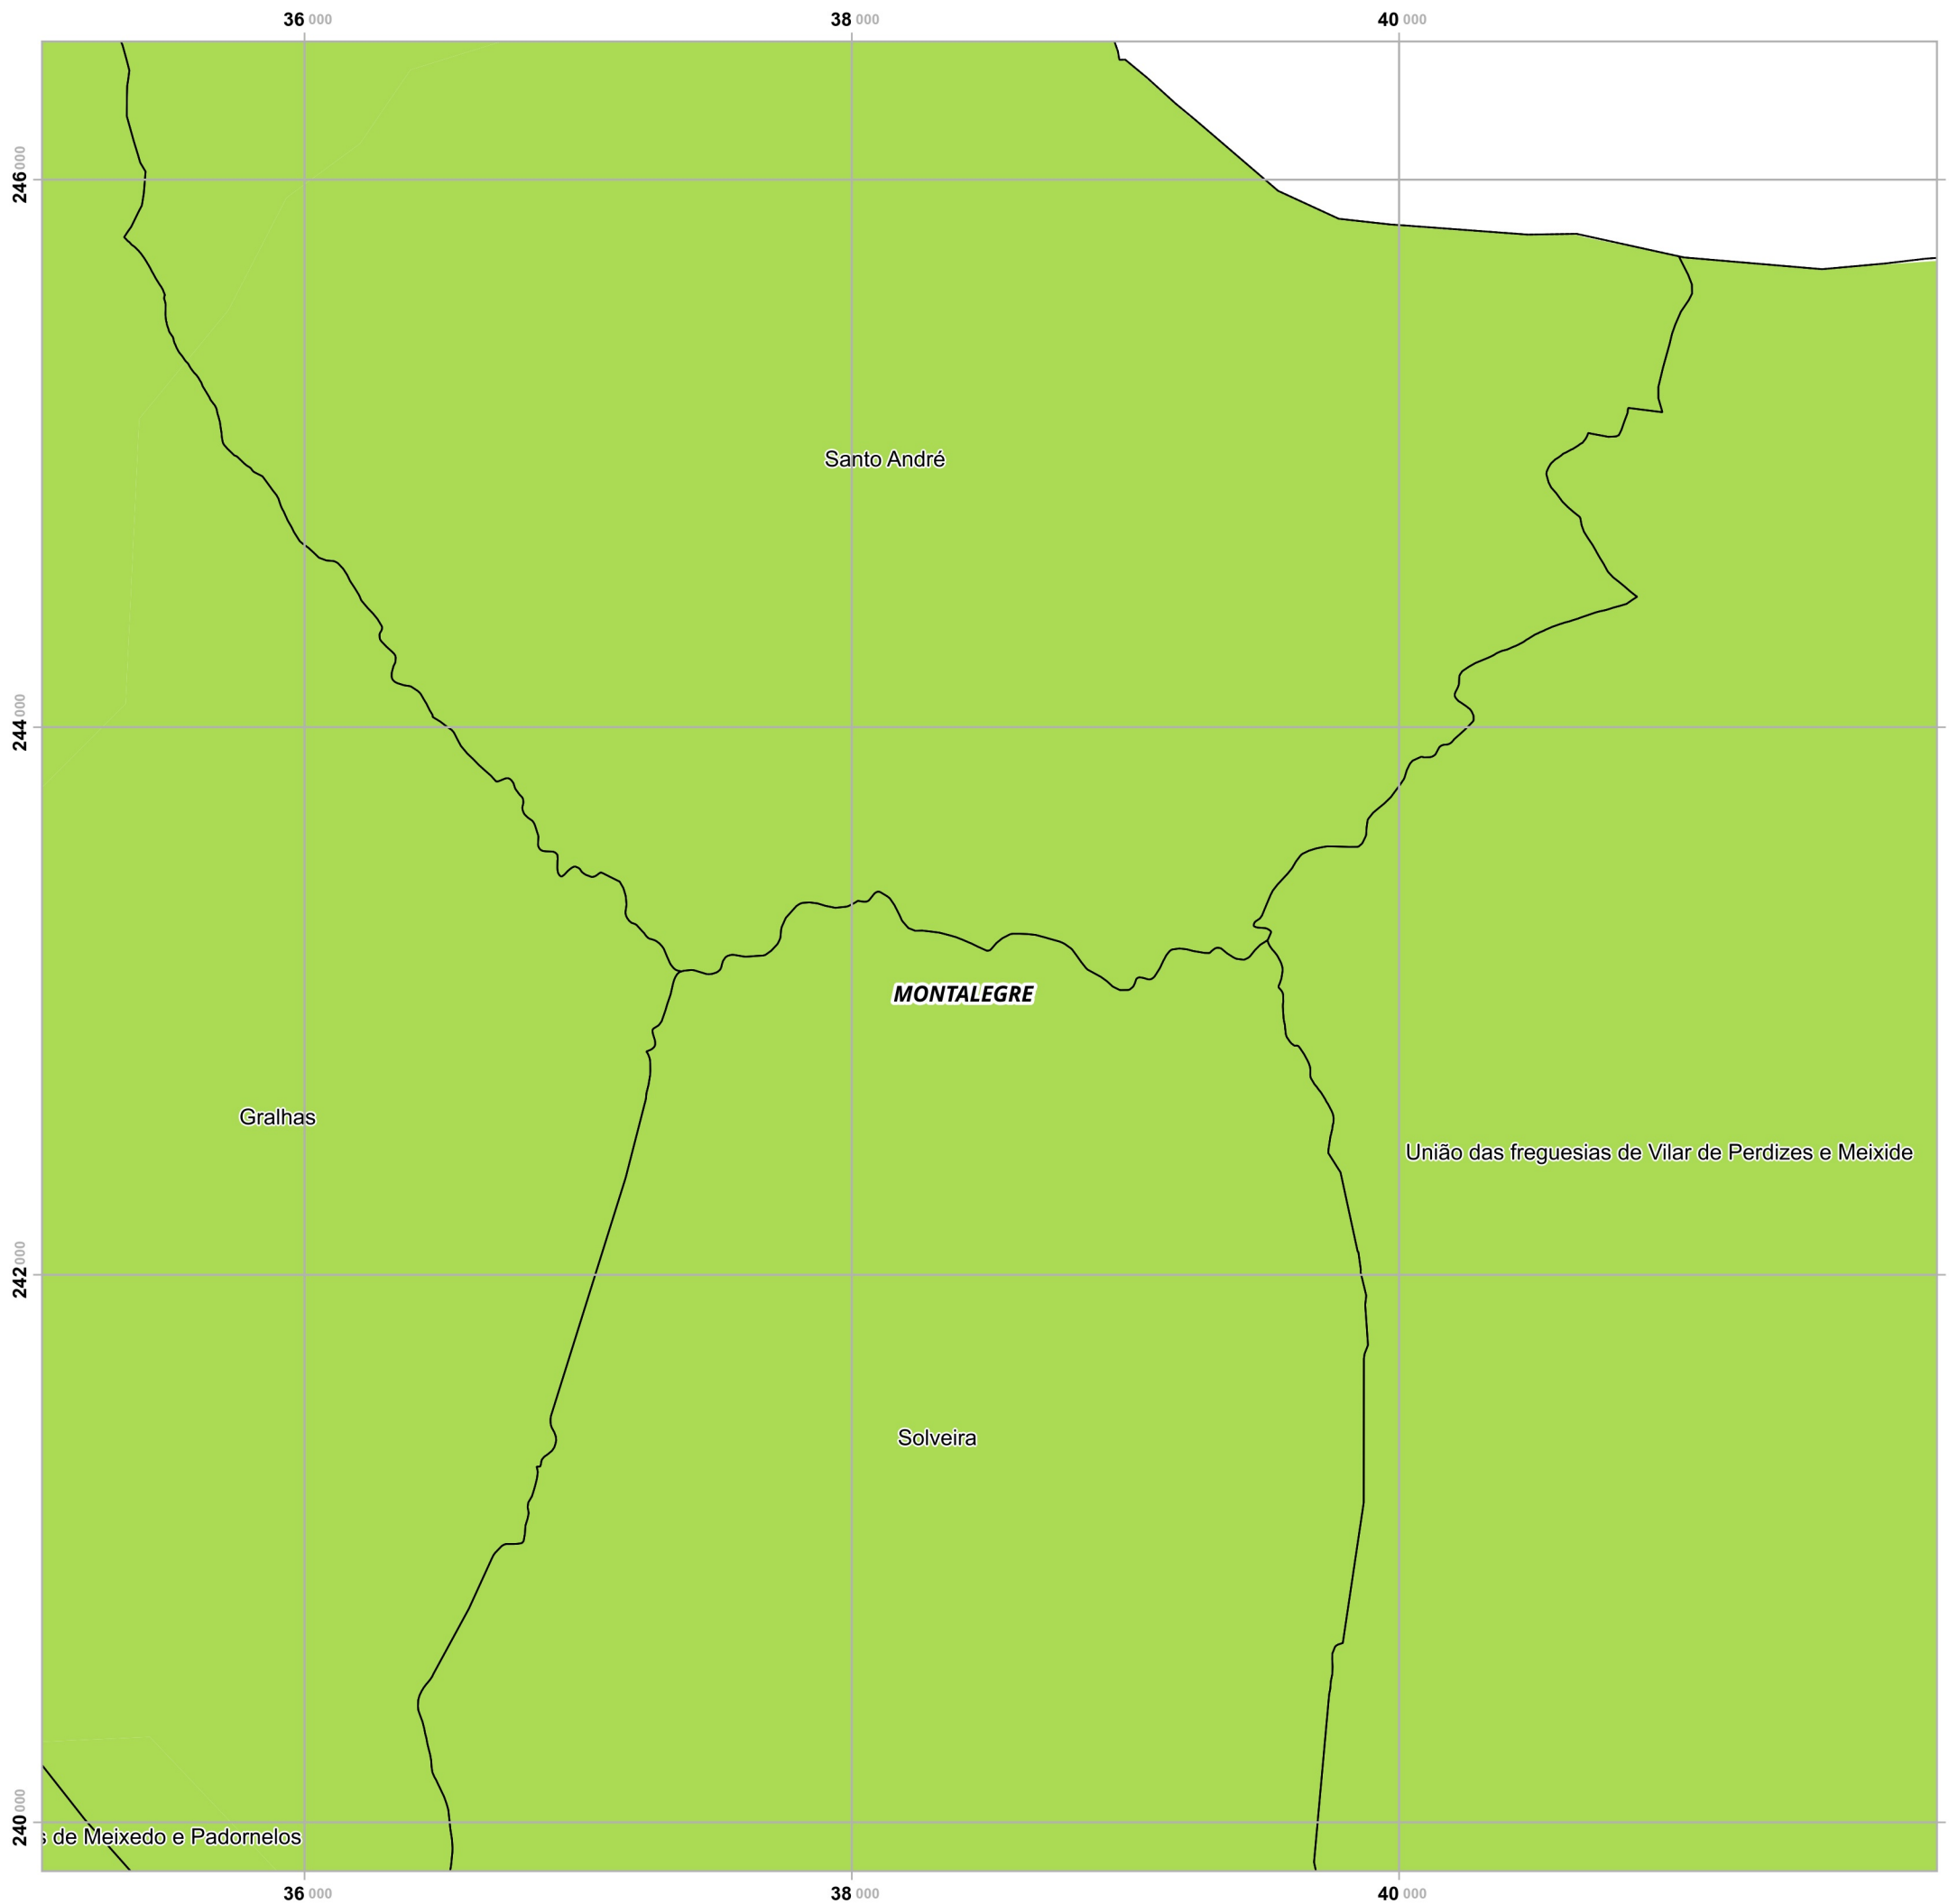 36 000 38 000 40 000
246 000
Santo André
244 000
MONTALEGRE
Gralhas
União das freguesias de Vilar de Perdizes e Meixide
242 000
Solveira
240 000
s de Meixedo e Padornelos
36 000 38 000 40 000